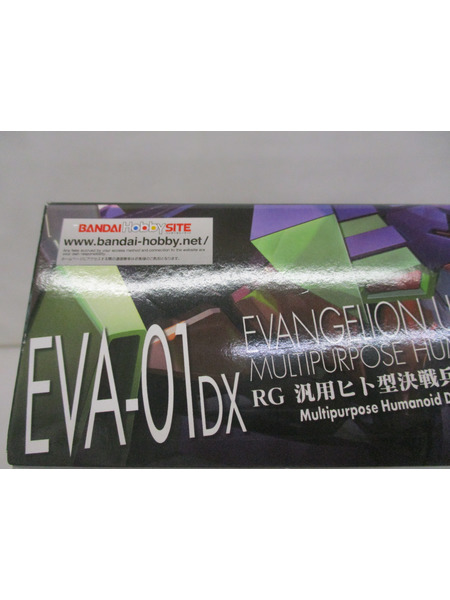 BANDAI Hobby SITE
www.bandai-hobby.net/
EVANGELION U
MULTIPURPOSE HU
EVA-01DX
RG 汎用ヒト型決戦兵
Multipurpose Humanoid D